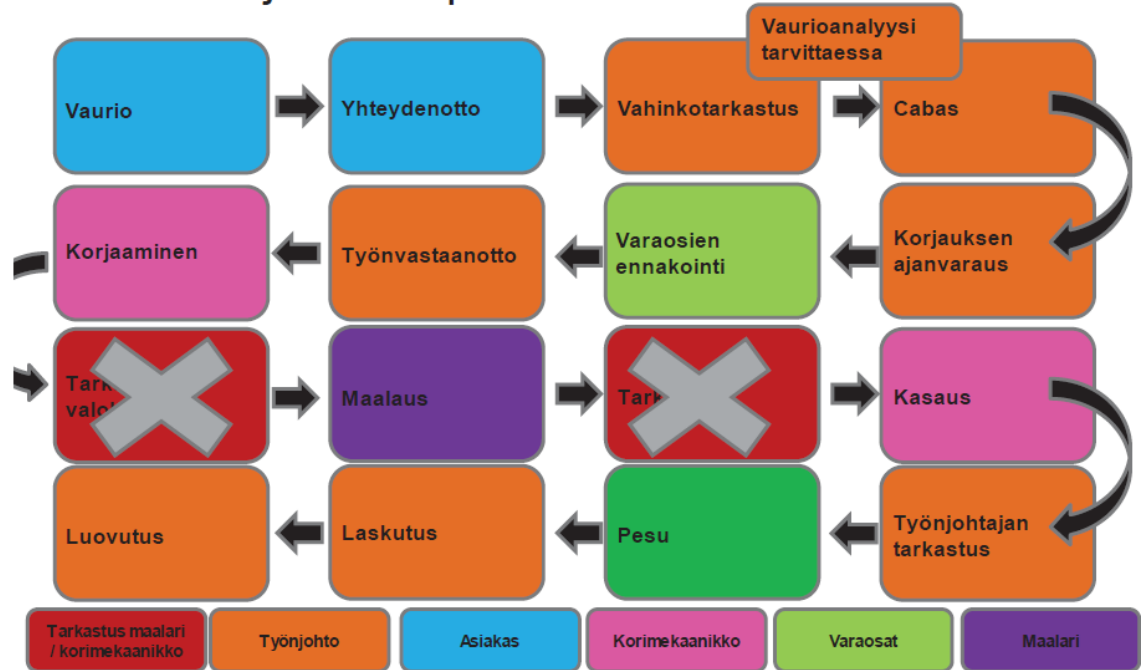 Vaurioanalyysi
tarvittaessa
Vaurio
Yhteydenotto
Vahinkotarkastus
Cabas
Korjaaminen
Työnvastaanotto
Varaosien
ennakointi
Korjauksen
ajanvaraus
Maalaus
Kasaus
Luovutus
Laskutus
Pesu
Työnjohtajan
tarkastus
Tarkastus maalari
/ korimekaanikko
Työnjohto
Asiakas
Korimekaanikko
Varaosat
Maalari